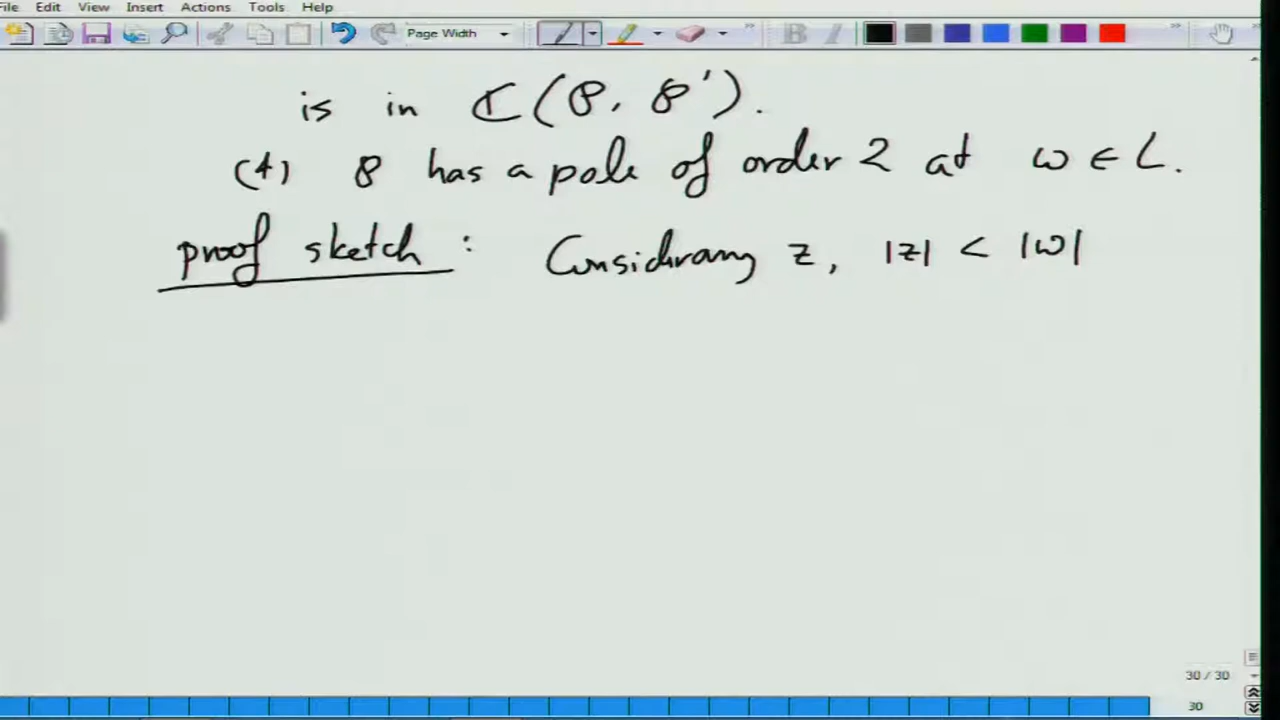 File Edit View Insert Actions Tools Help
Page Width
is in ℂ(℘, ℘').
(4) ℘ has a pole of order 2 at ω ∈ L.
proof sketch : Considrany z, |z| < |ω|
30 / 30
30